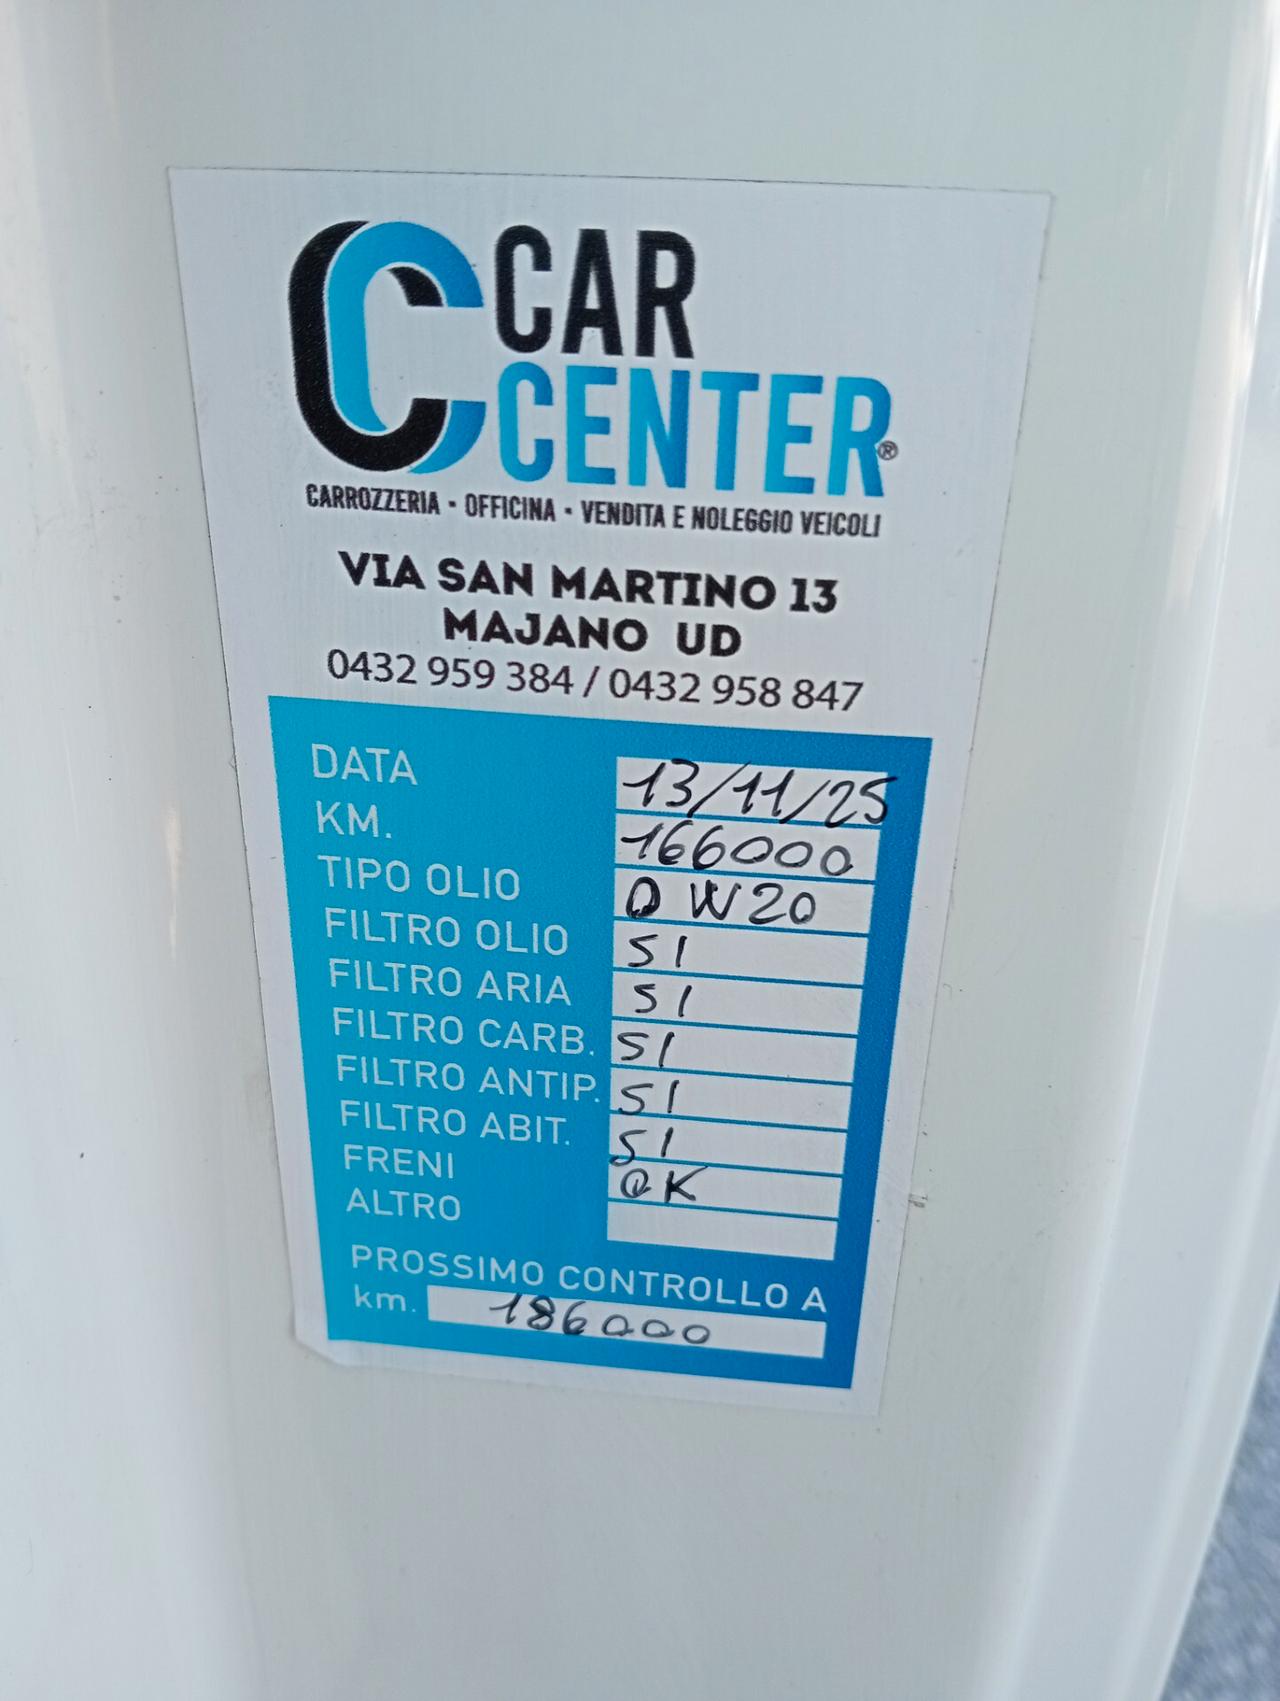 CAR
CENTER®
CARROZZERIA · OFFICINA · VENDITA E NOLEGGIO VEICOLI
VIA SAN MARTINO 13
MAJANO UD
0432 959 384 / 0432 958 847
DATA 13/11/25
KM. 166000
TIPO OLIO 0 W20
FILTRO OLIO SI
FILTRO ARIA SI
FILTRO CARB. SI
FILTRO ANTIP. SI
FILTRO ABIT. SI
FRENI OK
ALTRO
PROSSIMO CONTROLLO A
km. 186000